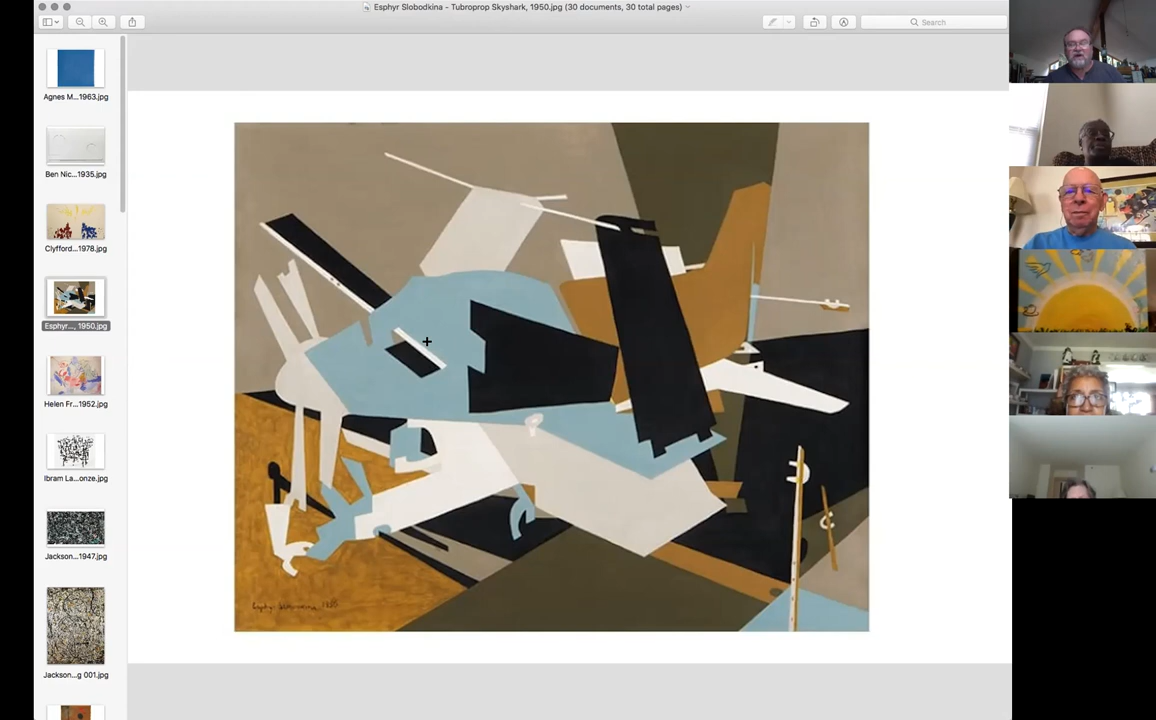 Esphyr Slobodkina - Tubroprop Skyshark, 1950.jpg (30 documents, 30 total pages)
Search
Agnes M...1963.jpg
Ben Nic...1935.jpg
Clyfford...1978.jpg
Esphyr..., 1950.jpg
Helen Fr...1952.jpg
Ibram La...onze.jpg
Jackson...1947.jpg
Jackson...g 001.jpg